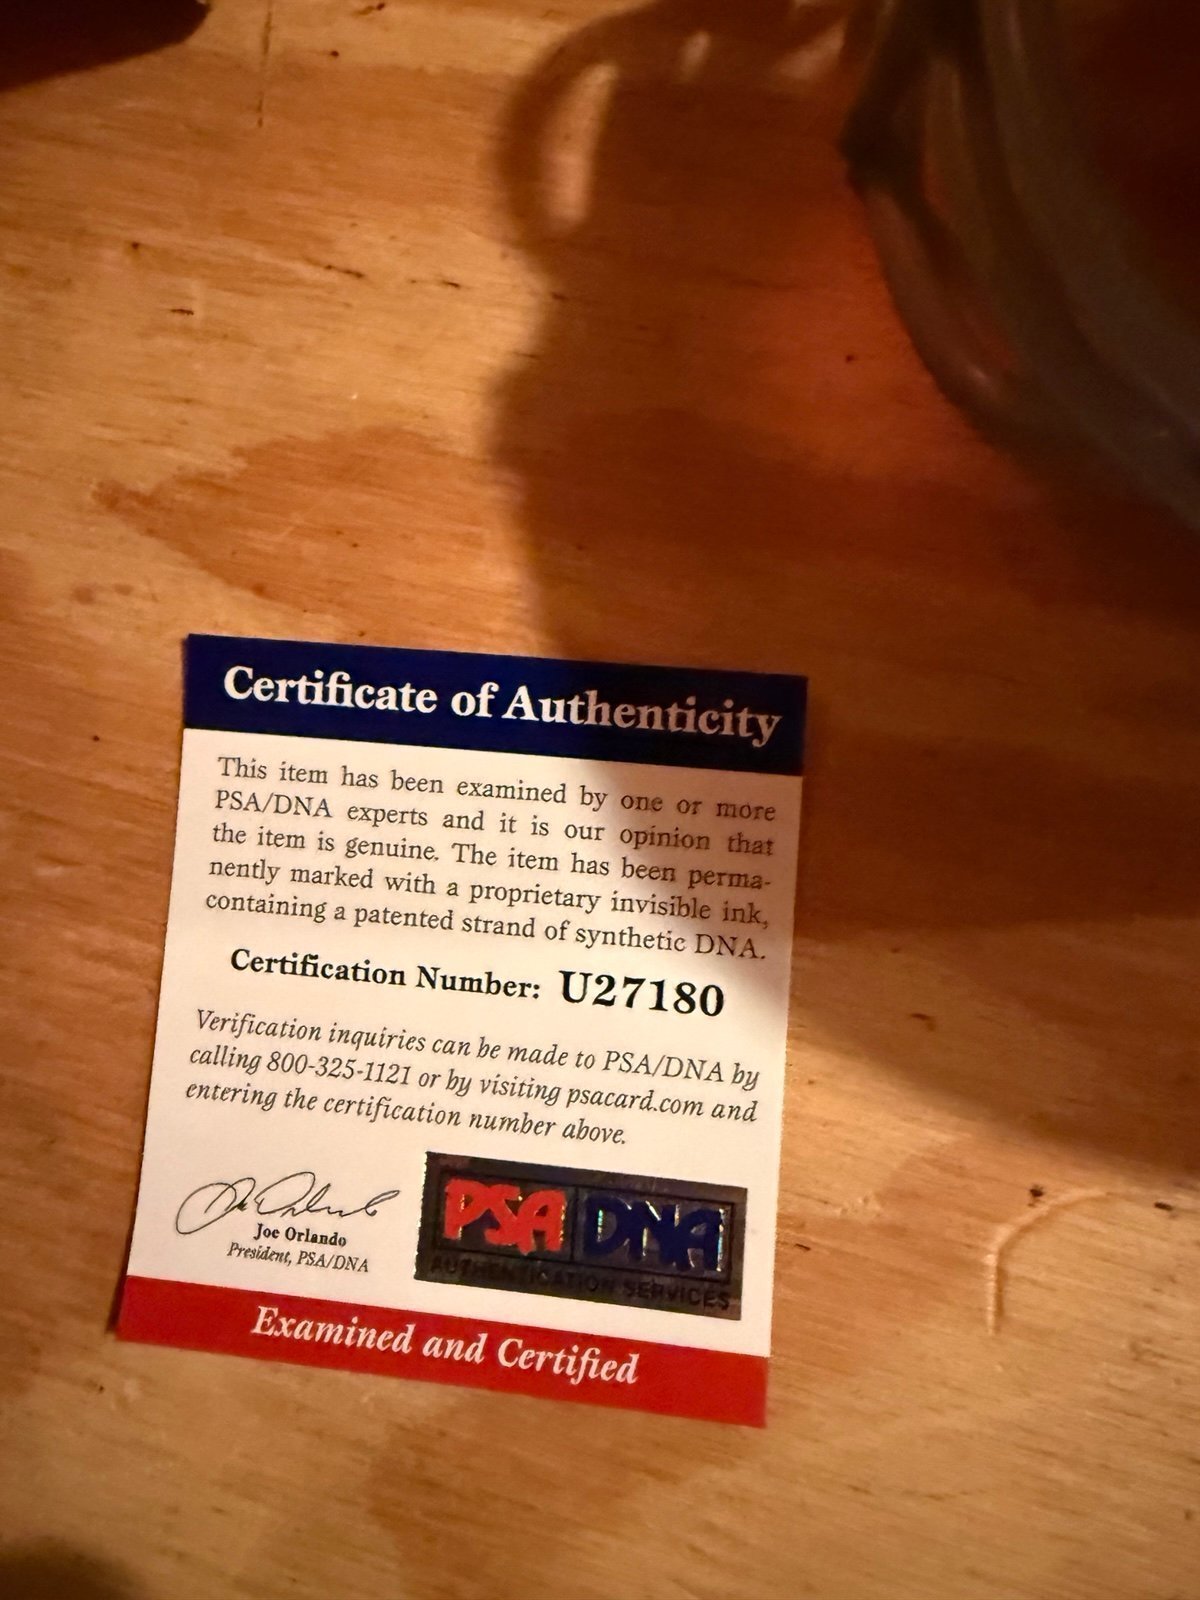 Certificate of Authenticity
This item has been examined by one or more
PSA/DNA experts and it is our opinion that
the item is genuine. The item has been perma-
nently marked with a proprietary invisible ink,
containing a patented strand of synthetic DNA.
Certification Number: U27180
Verification inquiries can be made to PSA/DNA by
calling 800-325-1121 or by visiting psacard.com and
entering the certification number above.
Joe Orlando
President, PSA/DNA
PSA DNA
AUTHENTICATION SERVICES
Examined and Certified